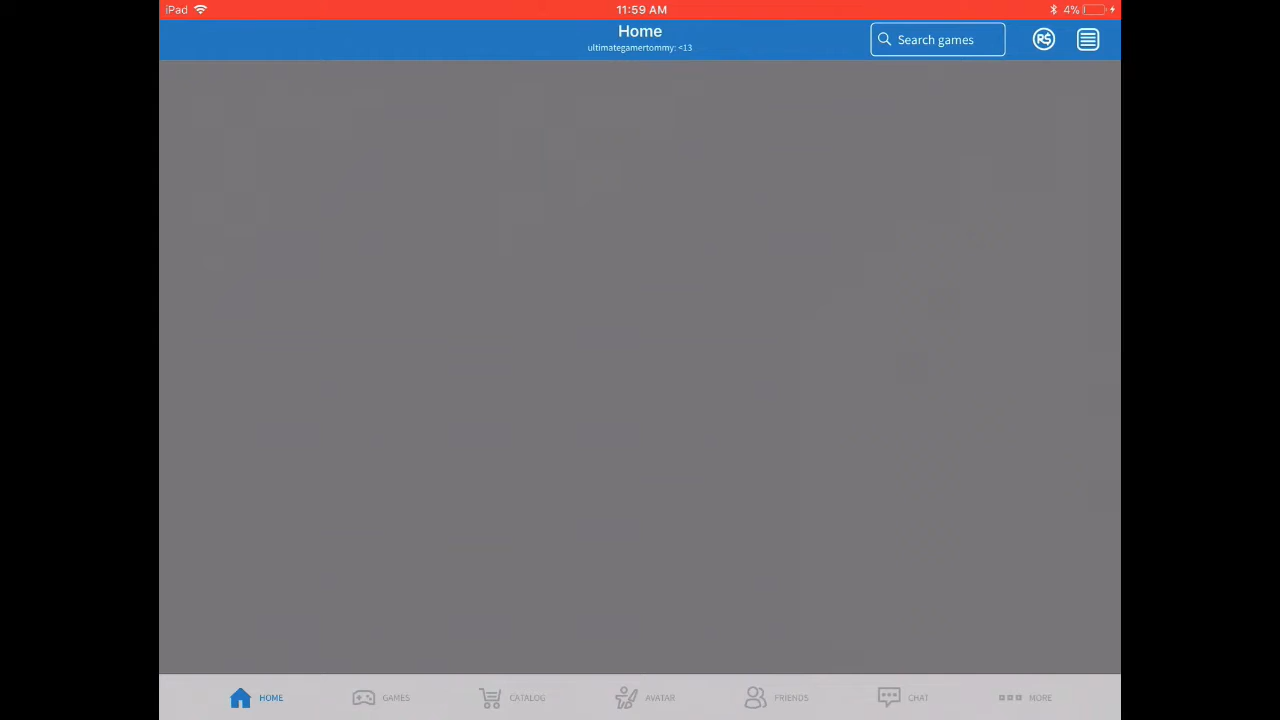 iPad 11:59 AM 4%
Home
ultimategamertommy: <13
Search games
R$
HOME GAMES CATALOG AVATAR FRIENDS CHAT MORE